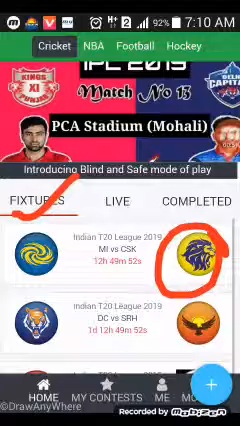 92% 7:10 AM
Cricket NBA Football Hockey
IPL 2019
KINGS XI PUNJAB
Match No 13
DELHI CAPITALS
PCA Stadium (Mohali)
Introducing Blind and Safe mode of play
FIXTURES LIVE COMPLETED
Indian T20 League 2019
MI vs CSK
12h 49m 52s
Indian T20 League 2019
DC vs SRH
1d 12h 49m 52s
HOME MY CONTESTS ME
©DrawAnyWhere
Recorded by Mobizen